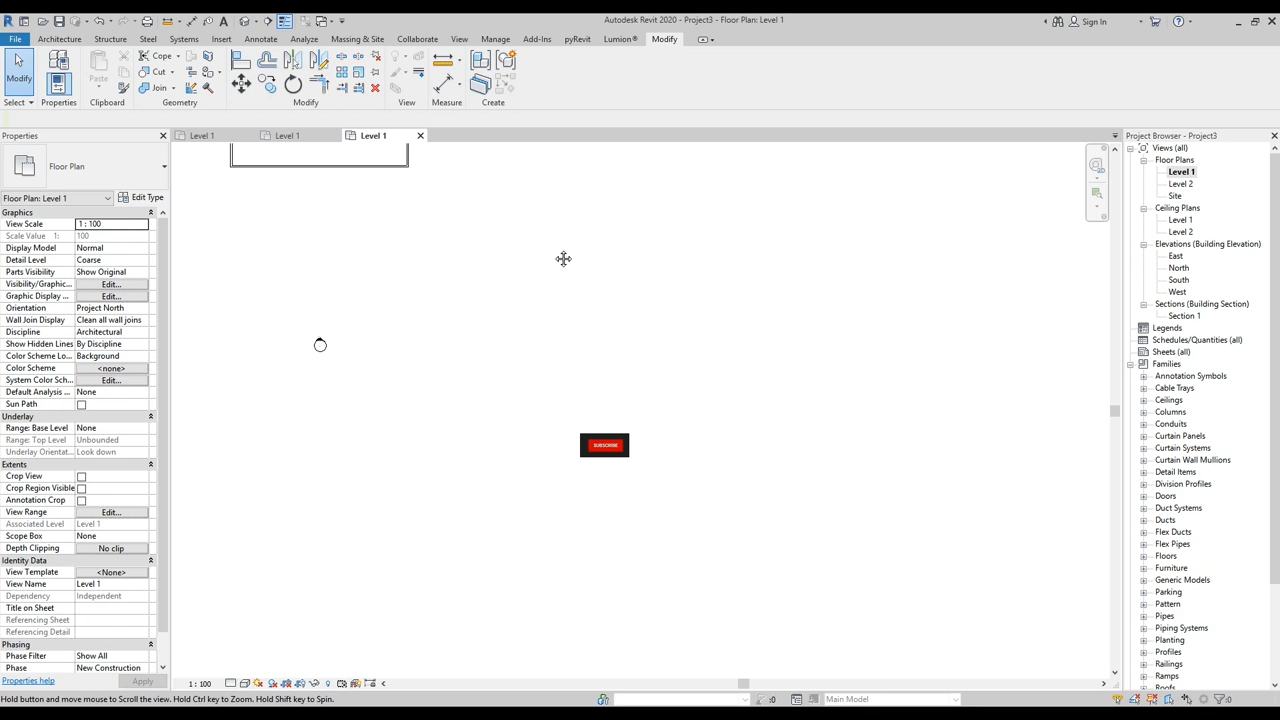 Autodesk Revit 2020 - Project3 - Floor Plan: Level 1
Sign In
File Architecture Structure Steel Systems Insert Annotate Analyze Massing & Site Collaborate View Manage Add-Ins pyRevit Lumion® Modify
Modify Properties Paste Cope Cut Join
Select Properties Clipboard Geometry Modify View Measure Create
Properties
Level 1 Level 1 Level 1
Project Browser - Project3
Floor Plan
Floor Plan: Level 1 Edit Type
Graphics
View Scale 1 : 100
Scale Value 1: 100
Display Model Normal
Detail Level Coarse
Parts Visibility Show Original
Visibility/Graphic... Edit...
Graphic Display ... Edit...
Orientation Project North
Wall Join Display Clean all wall joins
Discipline Architectural
Show Hidden Lines By Discipline
Color Scheme Lo... Background
Color Scheme <none>
System Color Sch... Edit...
Default Analysis ... None
Sun Path
Underlay
Range: Base Level None
Range: Top Level Unbounded
Underlay Orientat... Look down
Extents
Crop View
Crop Region Visible
Annotation Crop
View Range Edit...
Associated Level Level 1
Scope Box None
Depth Clipping No clip
Identity Data
View Template <None>
View Name Level 1
Dependency Independent
Title on Sheet
Referencing Sheet
Referencing Detail
Phasing
Phase Filter Show All
Phase New Construction
Properties help Apply
SUBSCRIBE
Views (all)
Floor Plans
Level 1
Level 2
Site
Ceiling Plans
Level 1
Level 2
Elevations (Building Elevation)
East
North
South
West
Sections (Building Section)
Section 1
Legends
Schedules/Quantities (all)
Sheets (all)
Families
Annotation Symbols
Cable Trays
Ceilings
Columns
Conduits
Curtain Panels
Curtain Systems
Curtain Wall Mullions
Detail Items
Division Profiles
Doors
Duct Systems
Ducts
Flex Ducts
Flex Pipes
Floors
Furniture
Generic Models
Parking
Pattern
Pipes
Piping Systems
Planting
Profiles
Railings
Ramps
Roofs
1 : 100
Hold button and move mouse to Scroll the view. Hold Ctrl key to Zoom. Hold Shift key to Spin.
:0 Main Model :0